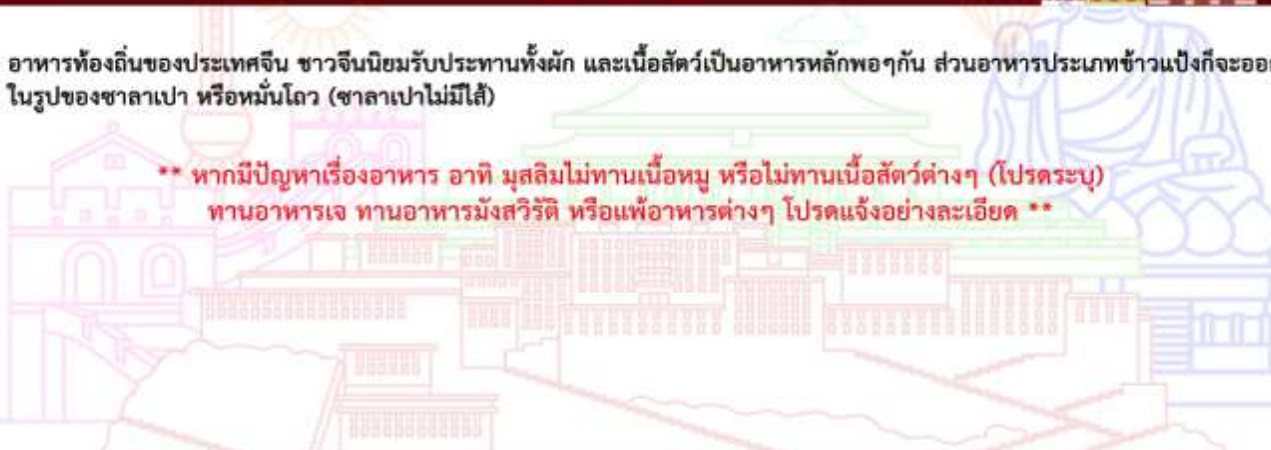 อาหารท้องถิ่นของประเทศจีน ชาวจีนนิยมรับประทานทั้งผัก และเนื้อสัตว์เป็นอาหารหลักพอๆกัน ส่วนอาหารประเภทข้าวแป้งก็จะออก
ในรูปของซาลาเปา หรือหมั่นโถว (ซาลาเปาไม่มีไส้)
** หากมีปัญหาเรื่องอาหาร อาทิ มุสลิมไม่ทานเนื้อหมู หรือไม่ทานเนื้อสัตว์ต่างๆ (โปรดระบุ)
ทานอาหารเจ ทานอาหารมังสวิรัติ หรือแพ้อาหารต่างๆ โปรดแจ้งอย่างละเอียด **